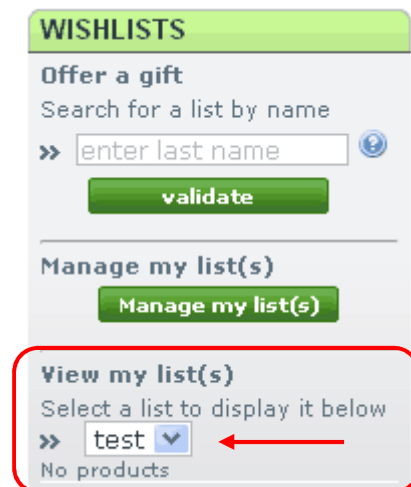 WISHLISTS
Offer a gift
Search for a list by name
» enter last name ?
validate
Manage my list(s)
Manage my list(s)
View my list(s)
Select a list to display it below
» test
No products